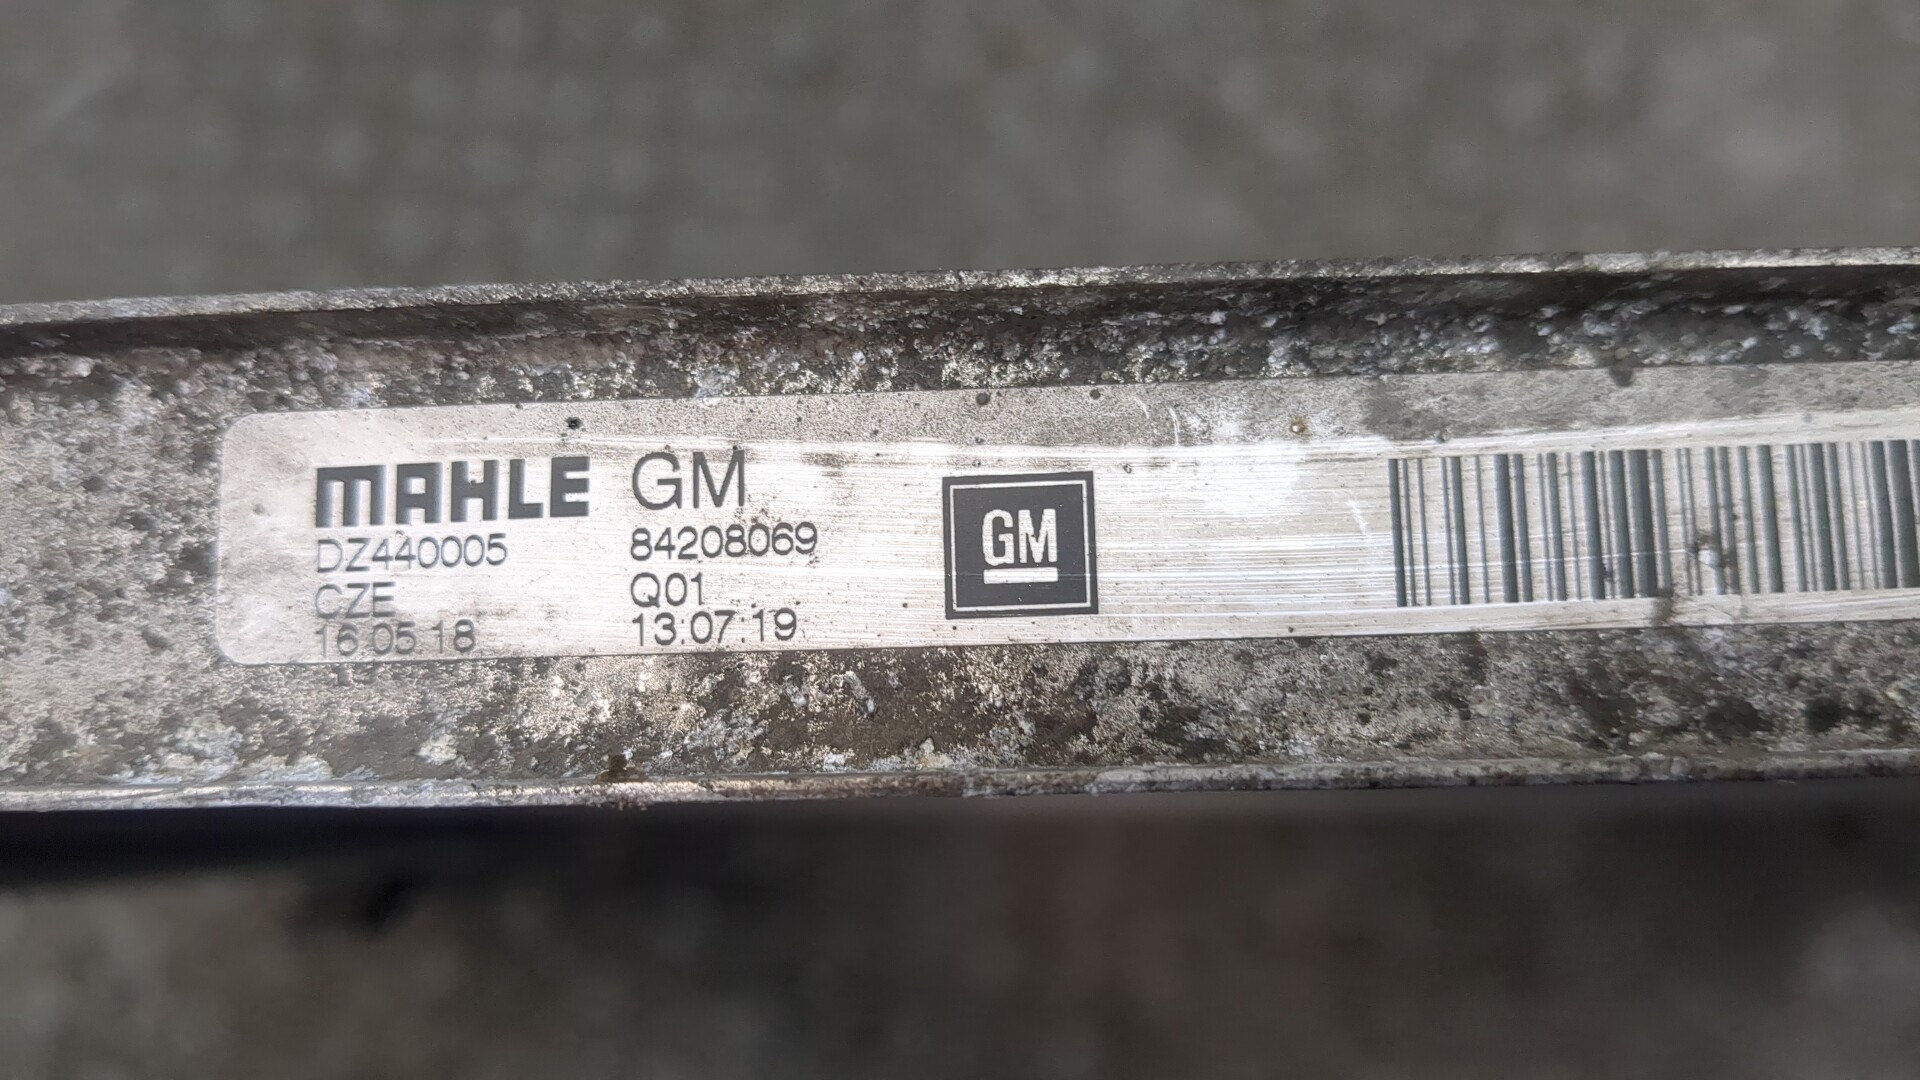 MAHLE
DZ440005
CZE
16.05.18
GM
84208069
Q01
13.07.19
GM